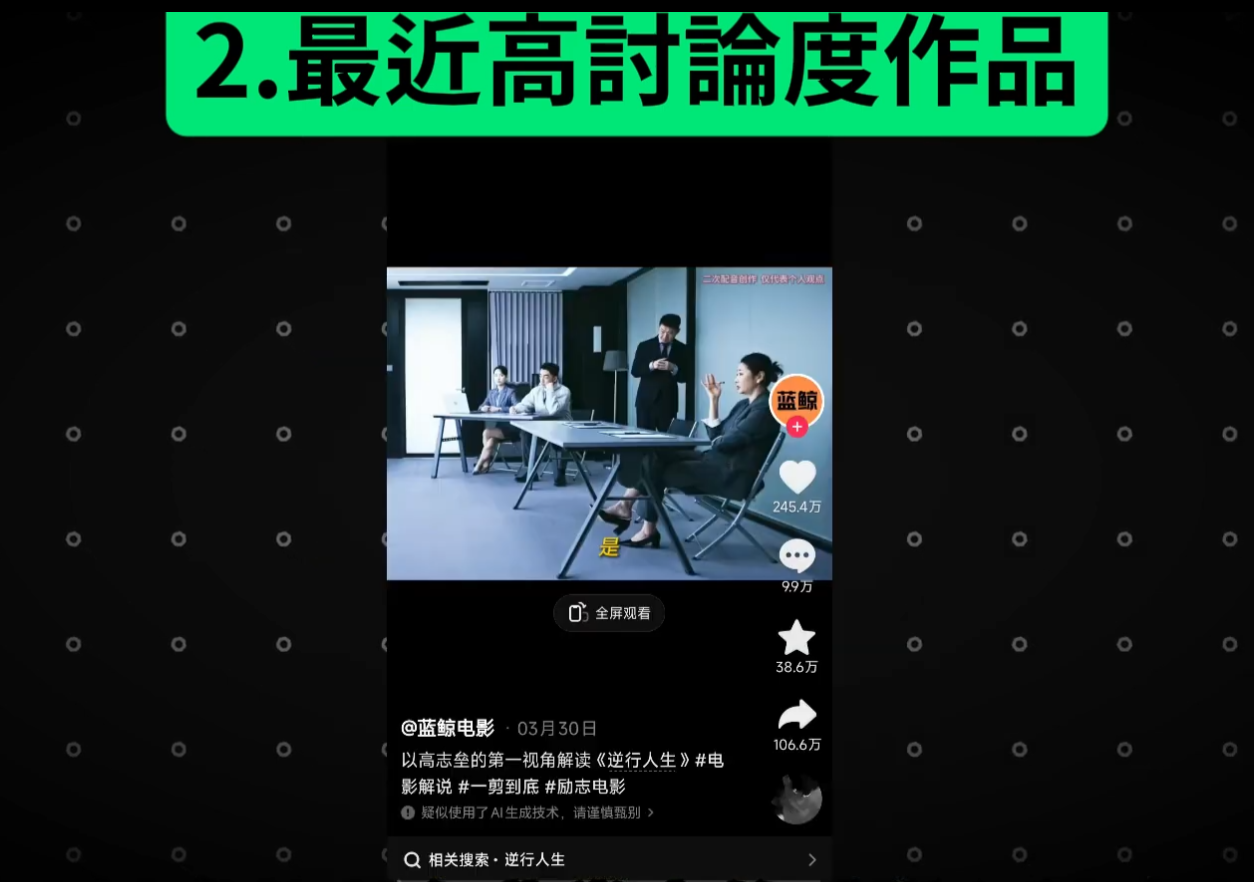 2.最近高討論度作品
二次配音创作 仅代表个人观点
蓝鲸
245.4万
9.9万
是
全屏观看
38.6万
@蓝鲸电影 · 03月30日
106.6万
以高志垒的第一视角解读《逆行人生》#电
影解说 #一剪到底 #励志电影
疑似使用了AI生成技术，请谨慎甄别
相关搜索 · 逆行人生